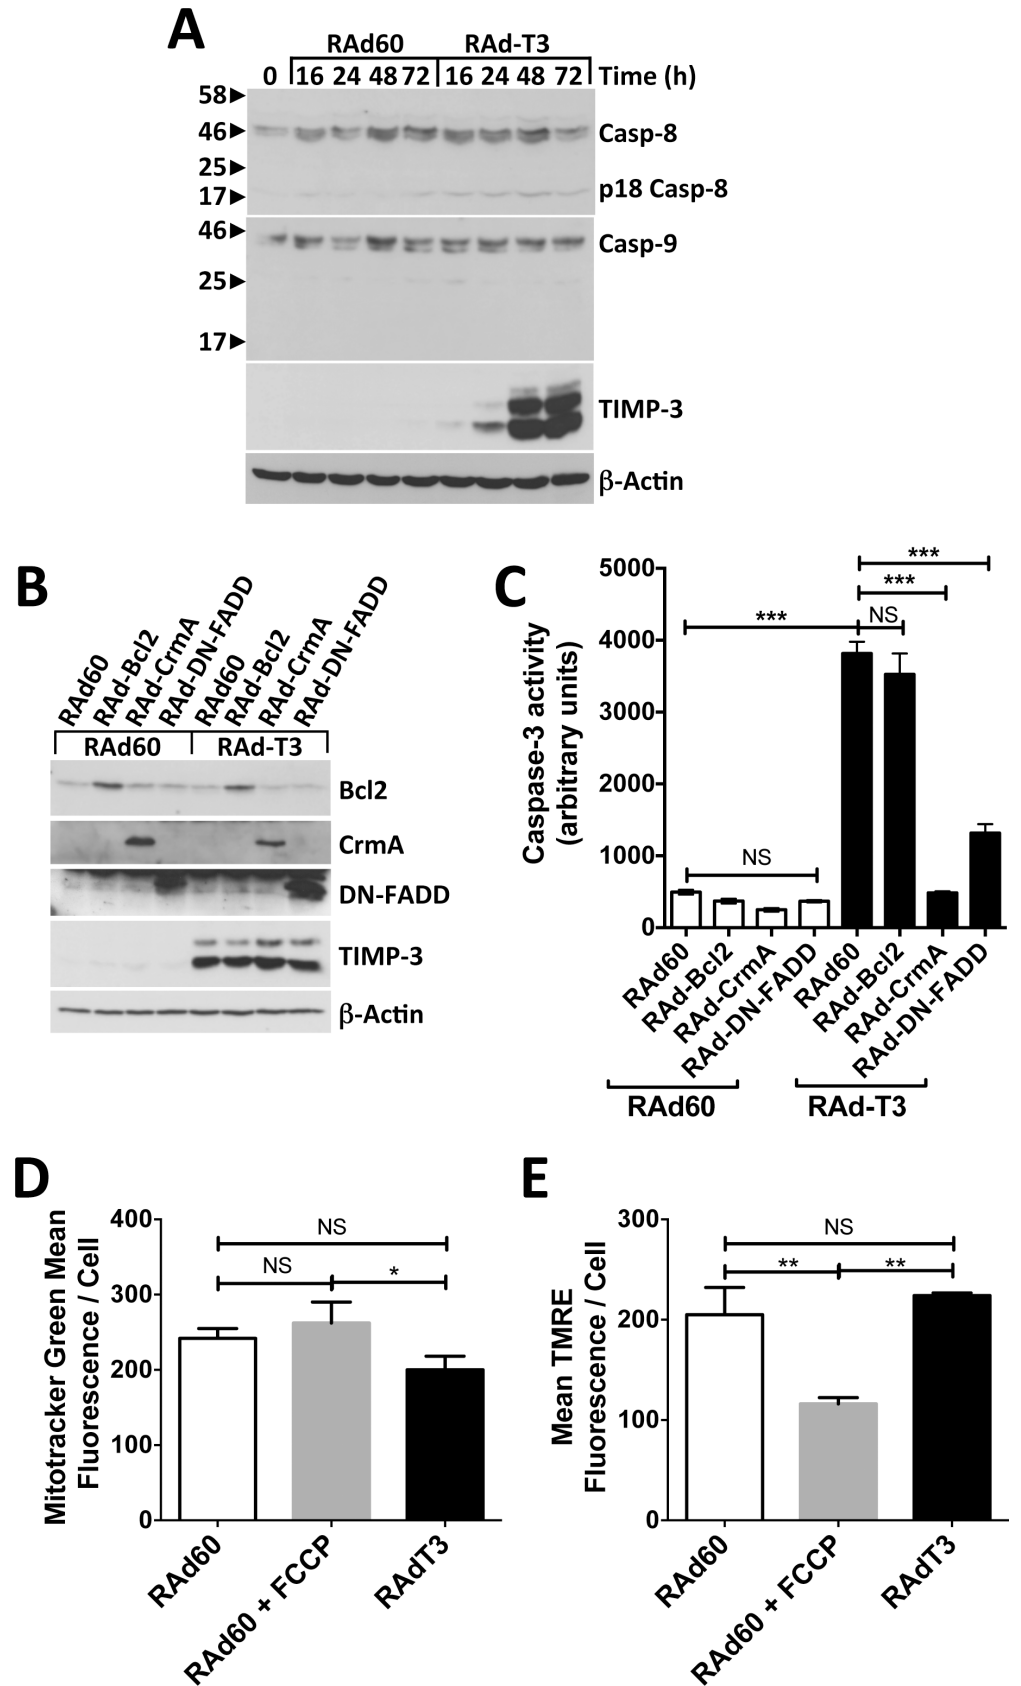 A
RAd60 RAd-T3
0 16 24 48 72 16 24 48 72 Time (h)
58
46 Casp-8
25
17 p18 Casp-8
46 Casp-9
25
17
TIMP-3
β-Actin
B
RAd60 RAd-Bcl2 RAd-CrmA RAd-DN-FADD RAd60 RAd-Bcl2 RAd-CrmA RAd-DN-FADD
RAd60 RAd-T3
Bcl2
CrmA
DN-FADD
TIMP-3
β-Actin
C
Caspase-3 activity
(arbitrary units)
5000
4000
3000
2000
1000
0
***
***
*** NS
NS
RAd60 RAd-Bcl2 RAd-CrmA RAd-DN-FADD RAd60 RAd-Bcl2 RAd-CrmA RAd-DN-FADD
RAd60 RAd-T3
D
Mitotracker Green Mean
Fluorescence / Cell
400
300
200
100
0
NS
NS *
RAd60 RAd60 + FCCP RAdT3
E
Mean TMRE
Fluorescence / Cell
300
200
100
0
NS
** **
RAd60 RAd60 + FCCP RAdT3